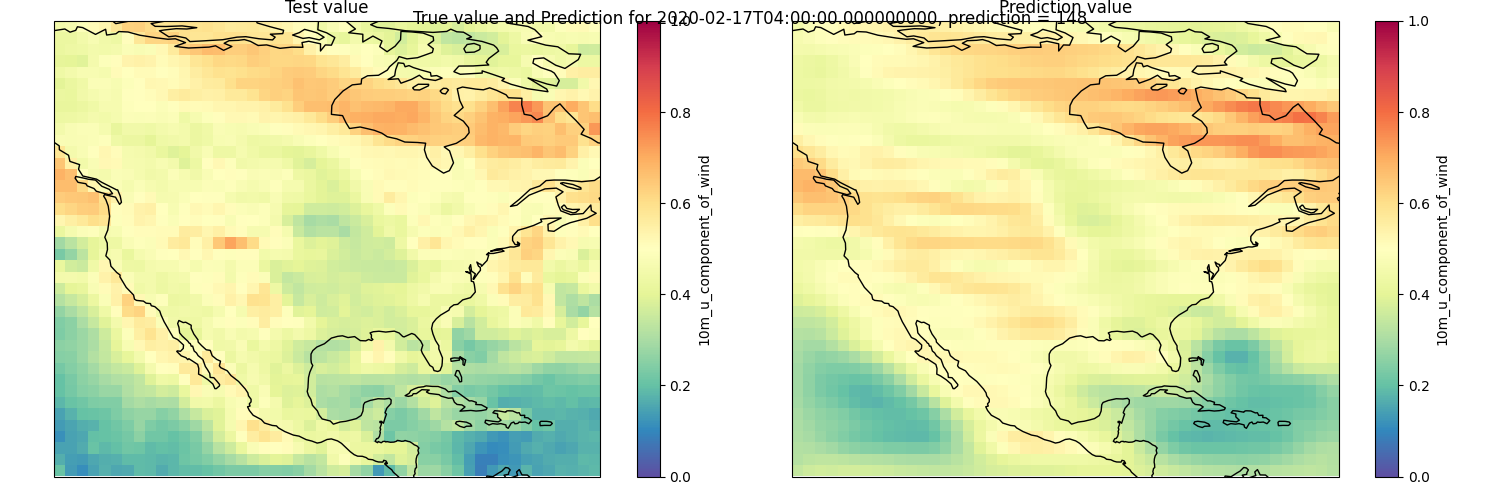 Test value
Prediction value
True value and Prediction for 2020-02-17T04:00:00.000000000, prediction = 148
1.0
0.8
0.6
0.4
0.2
0.0
10m_u_component_of_wind
1.0
0.8
0.6
0.4
0.2
0.0
10m_u_component_of_wind